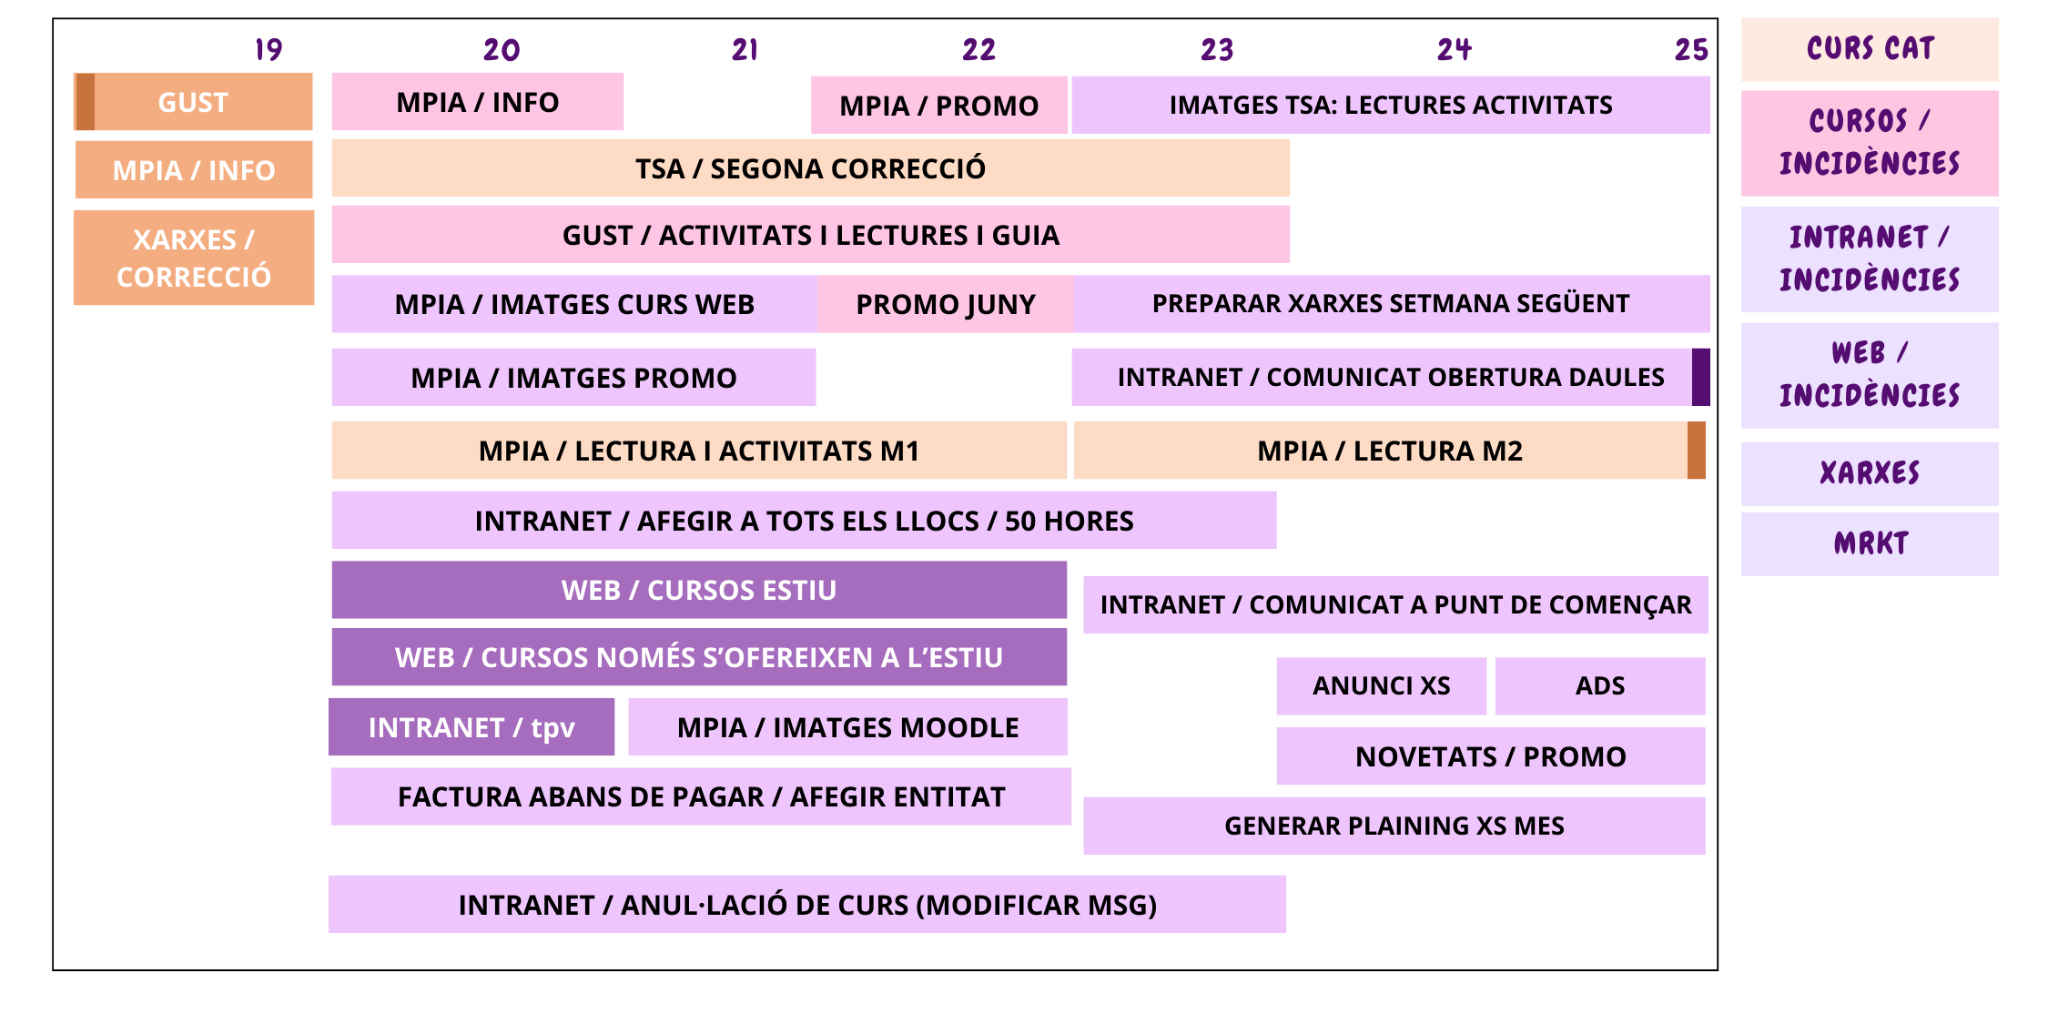 19 20 21 22 23 24 25
GUST
MPIA / INFO
MPIA / PROMO
IMATGES TSA: LECTURES ACTIVITATS
MPIA / INFO
TSA / SEGONA CORRECCIÓ
XARXES /
CORRECCIÓ
GUST / ACTIVITATS I LECTURES I GUIA
MPIA / IMATGES CURS WEB
PROMO JUNY
PREPARAR XARXES SETMANA SEGÜENT
MPIA / IMATGES PROMO
INTRANET / COMUNICAT OBERTURA DAULES
MPIA / LECTURA I ACTIVITATS M1
MPIA / LECTURA M2
INTRANET / AFEGIR A TOTS ELS LLOCS / 50 HORES
WEB / CURSOS ESTIU
INTRANET / COMUNICAT A PUNT DE COMENÇAR
WEB / CURSOS NOMÉS S’OFEREIXEN A L’ESTIU
ANUNCI XS
ADS
INTRANET / tpv
MPIA / IMATGES MOODLE
NOVETATS / PROMO
FACTURA ABANS DE PAGAR / AFEGIR ENTITAT
GENERAR PLAINING XS MES
INTRANET / ANUL·LACIÓ DE CURS (MODIFICAR MSG)
CURS CAT
CURSOS /
INCIDÈNCIES
INTRANET /
INCIDÈNCIES
WEB /
INCIDÈNCIES
XARXES
MRKT